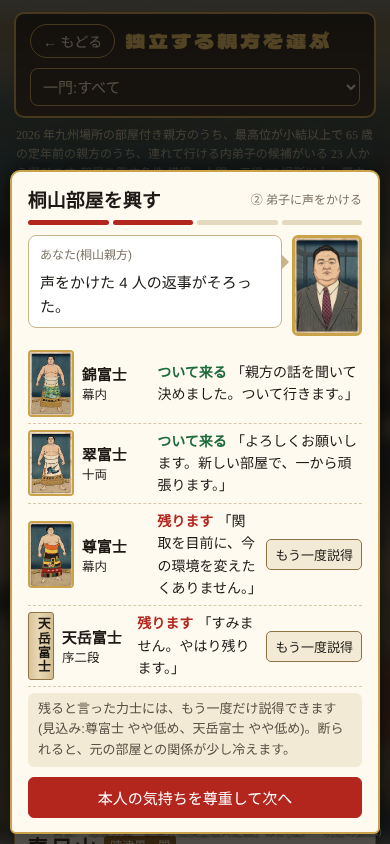 ← もどる
独立する親方を選ぶ
一門:すべて
2026 年九州場所の部屋付き親方のうち、最高位が小結以上で 65 歳
の定年前の親方のうち、連れて行ける内弟子の候補がいる 23 人か
桐山部屋を興す
② 弟子に声をかける
あなた(桐山親方)
声をかけた 4 人の返事がそろっ
た。
錦富士
幕内
ついて来る 「親方の話を聞いて
決めました。ついて行きます。」
翠富士
十両
ついて来る 「よろしくお願いし
ます。新しい部屋で、一から頑
張ります。」
尊富士
幕内
残ります 「関
取を目前に、今
の環境を変えた
くありません。」
もう一度説得
天岳富士
天岳富士
序二段
残ります 「すみま
せん。やはり残り
ます。」
もう一度説得
残ると言った力士には、もう一度だけ説得できます
(見込み:尊富士 やや低め、天岳富士 やや低め)。断ら
れると、元の部屋との関係が少し冷えます。
本人の気持ちを尊重して次へ